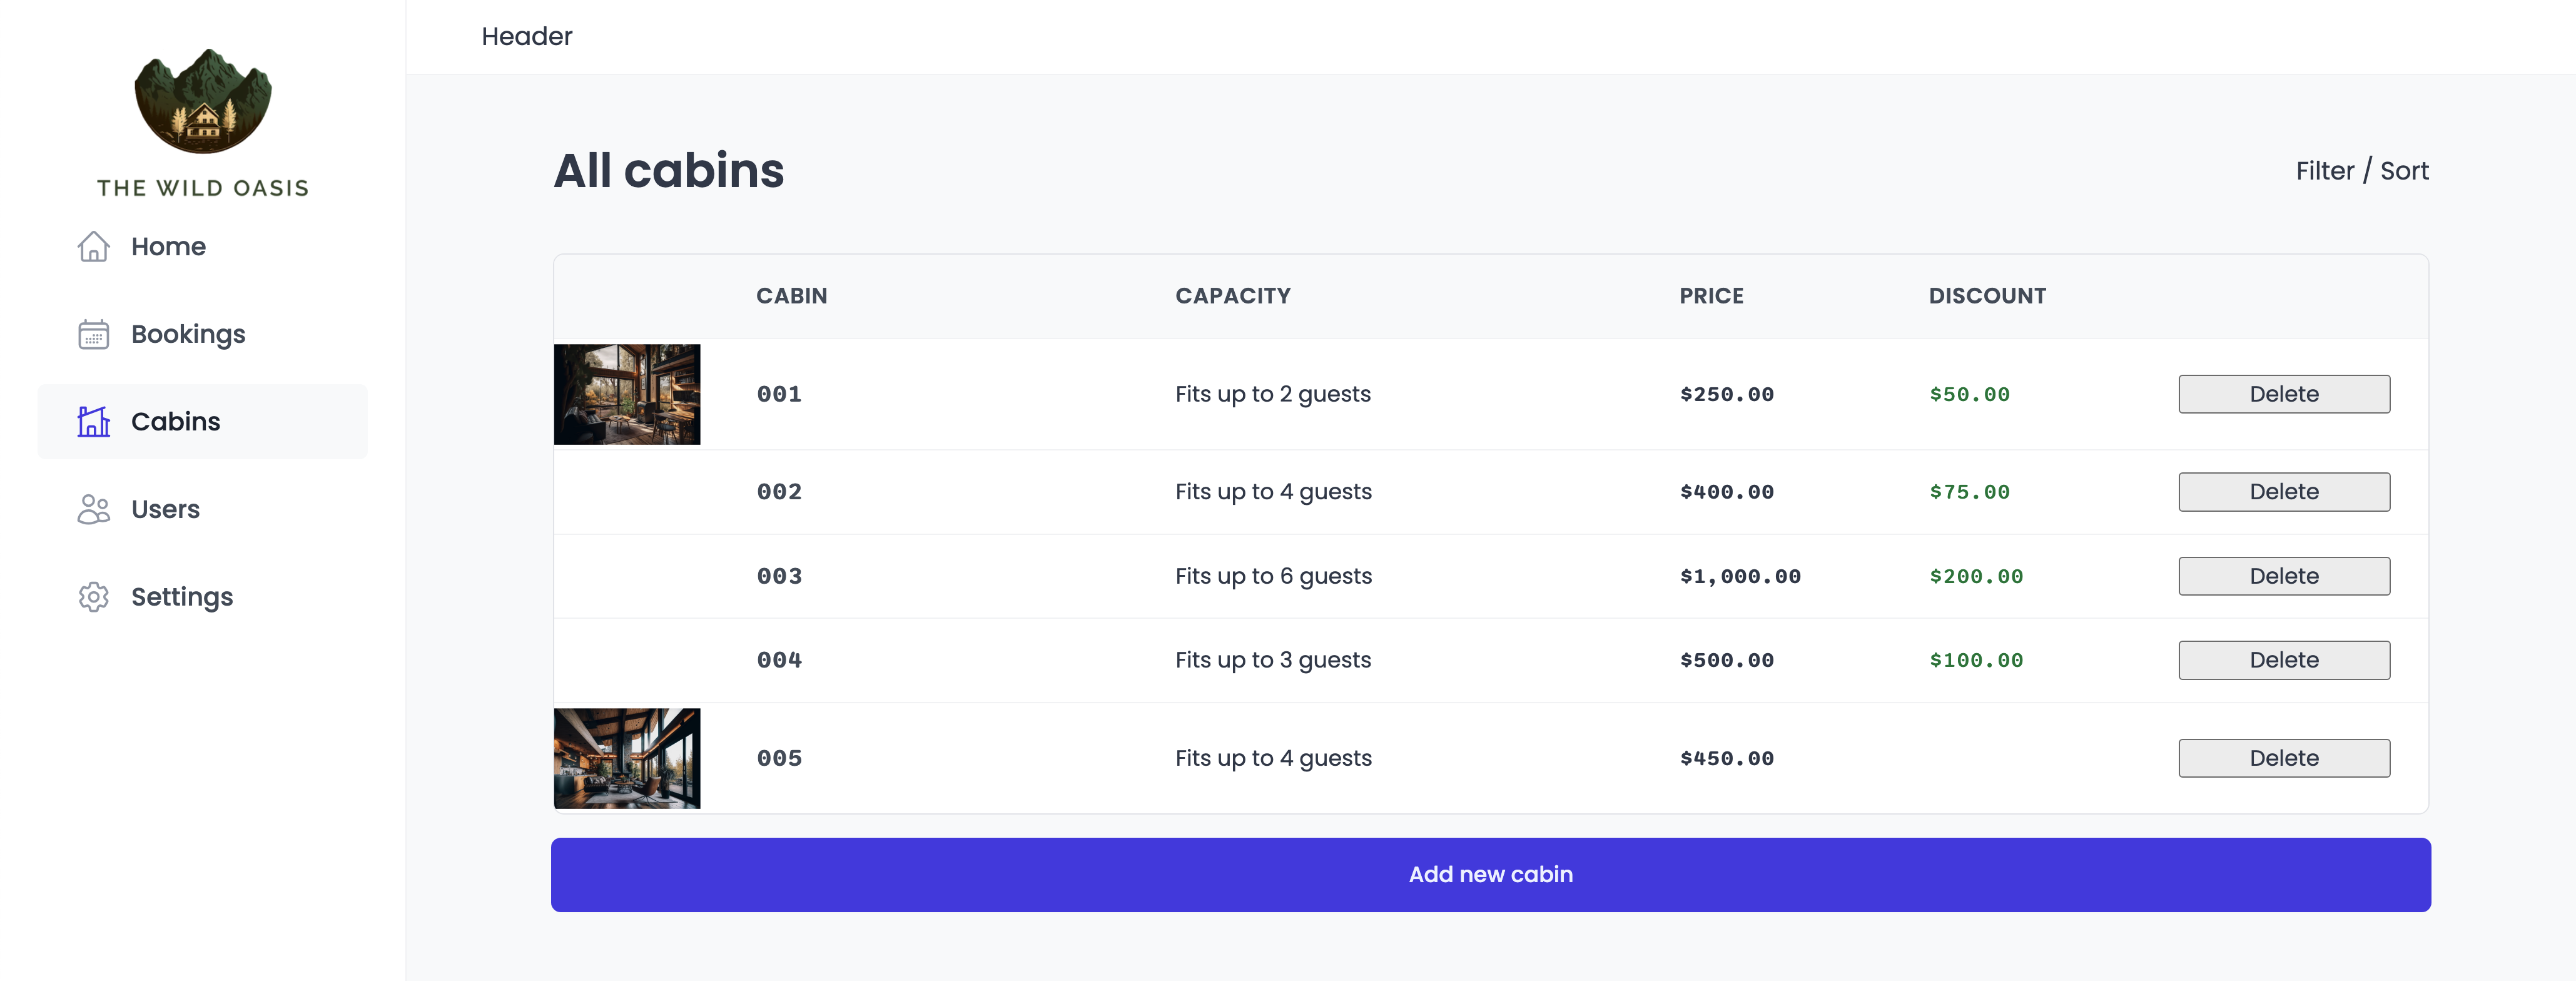 THE WILD OASIS
Home
Bookings
Cabins
Users
Settings
Header
All cabins
Filter / Sort
CABIN CAPACITY PRICE DISCOUNT
001 Fits up to 2 guests $250.00 $50.00 Delete
002 Fits up to 4 guests $400.00 $75.00 Delete
003 Fits up to 6 guests $1,000.00 $200.00 Delete
004 Fits up to 3 guests $500.00 $100.00 Delete
005 Fits up to 4 guests $450.00 Delete
Add new cabin